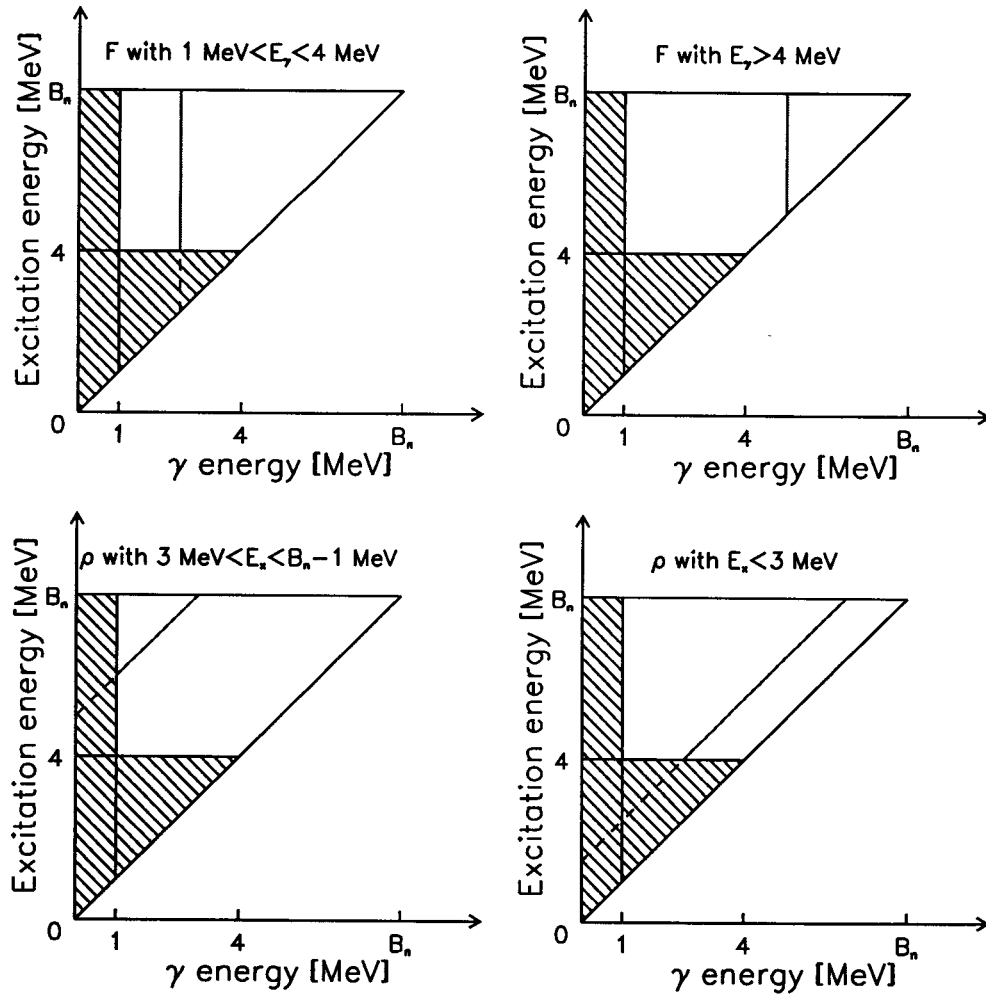 F with 1 MeV<Eᵧ<4 MeV
Excitation energy [MeV]
Bₙ
4
0
1
4
Bₙ
γ energy [MeV]
F with Eᵧ>4 MeV
Excitation energy [MeV]
Bₙ
4
0
1
4
Bₙ
γ energy [MeV]
ρ with 3 MeV<Eₓ<Bₙ−1 MeV
Excitation energy [MeV]
Bₙ
4
0
1
4
Bₙ
γ energy [MeV]
ρ with Eₓ<3 MeV
Excitation energy [MeV]
Bₙ
4
0
1
4
Bₙ
γ energy [MeV]